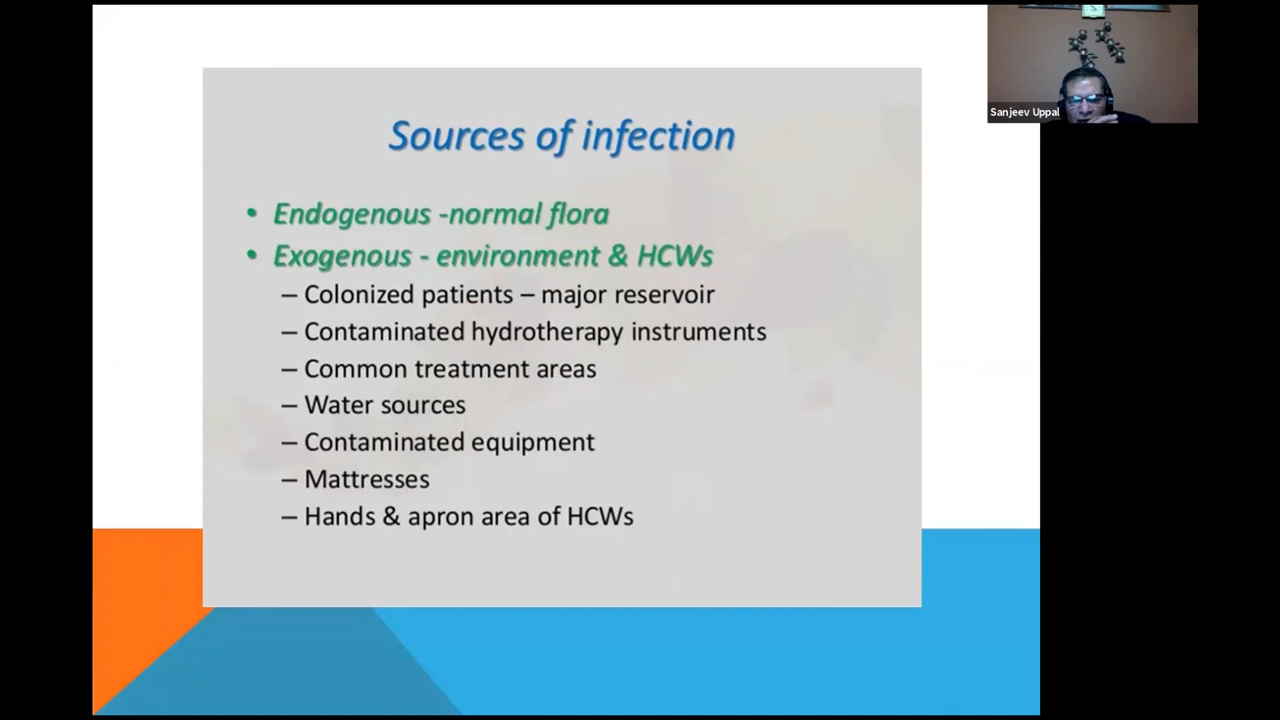 Sources of infection
• Endogenous -normal flora
• Exogenous - environment & HCWs
– Colonized patients – major reservoir
– Contaminated hydrotherapy instruments
– Common treatment areas
– Water sources
– Contaminated equipment
– Mattresses
– Hands & apron area of HCWs
Sanjeev Uppal